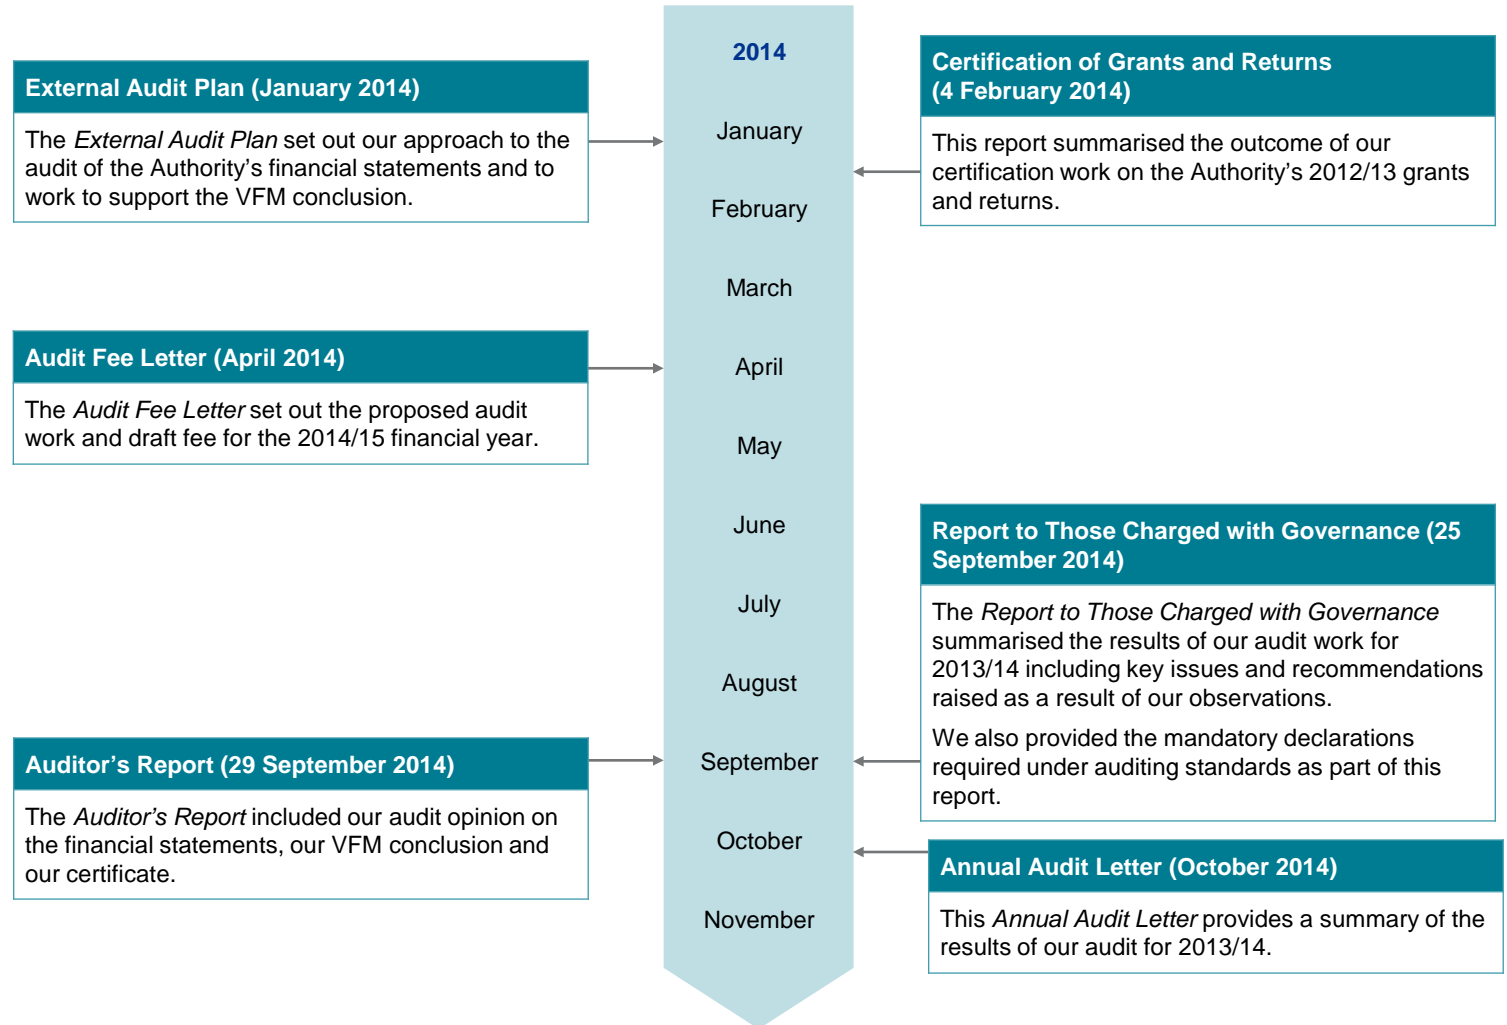 2014
January
February
March
April
May
June
July
August
September
October
November
External Audit Plan (January 2014)
The External Audit Plan set out our approach to the
audit of the Authority’s financial statements and to
work to support the VFM conclusion.
Audit Fee Letter (April 2014)
The Audit Fee Letter set out the proposed audit
work and draft fee for the 2014/15 financial year.
Auditor’s Report (29 September 2014)
The Auditor’s Report included our audit opinion on
the financial statements, our VFM conclusion and
our certificate.
Certification of Grants and Returns
(4 February 2014)
This report summarised the outcome of our
certification work on the Authority’s 2012/13 grants
and returns.
Report to Those Charged with Governance (25
September 2014)
The Report to Those Charged with Governance
summarised the results of our audit work for
2013/14 including key issues and recommendations
raised as a result of our observations.
We also provided the mandatory declarations
required under auditing standards as part of this
report.
Annual Audit Letter (October 2014)
This Annual Audit Letter provides a summary of the
results of our audit for 2013/14.